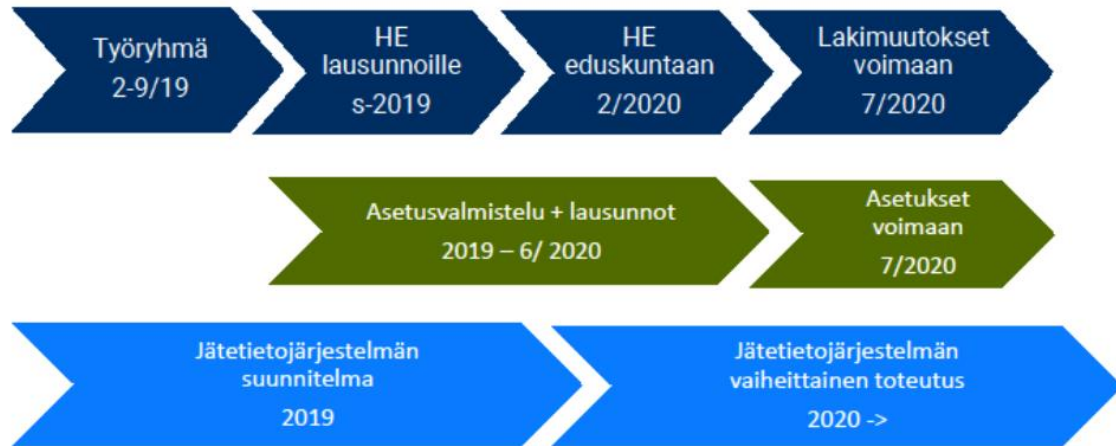 Työryhmä
2-9/19
HE
lausunnoille
s-2019
HE
eduskuntaan
2/2020
Lakimuutokset
voimaan
7/2020
Asetusvalmistelu + lausunnot
2019 – 6/ 2020
Asetukset
voimaan
7/2020
Jätetietojärjestelmän
suunnitelma
2019
Jätetietojärjestelmän
vaiheittainen toteutus
2020 ->